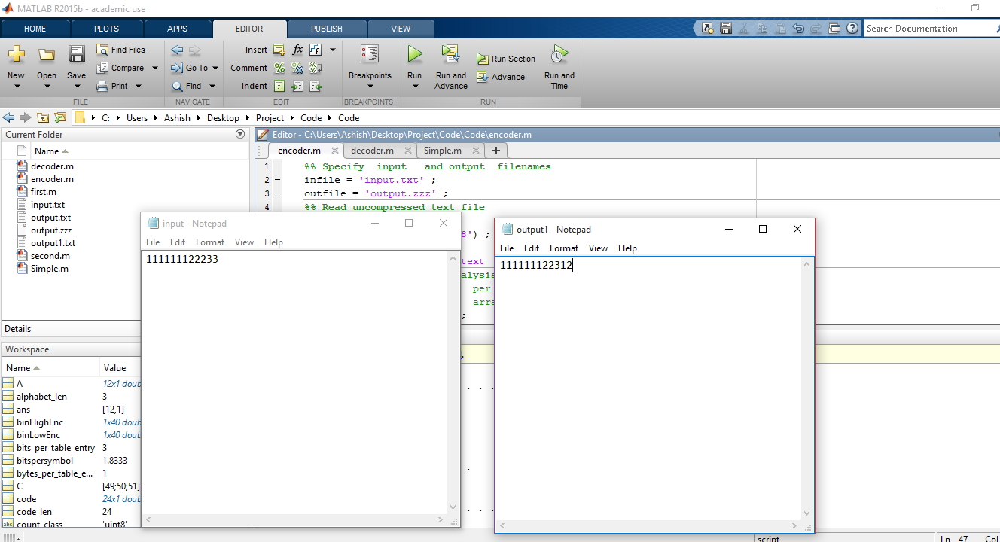 MATLAB R2015b - academic use
HOME PLOTS APPS EDITOR PUBLISH VIEW
Search Documentation
New Open Save
Find Files
Compare
Print
FILE
Go To
Find
NAVIGATE
Insert fx
Comment
Indent
EDIT
Breakpoints
BREAKPOINTS
Run
Run and Advance
Run Section
Advance
Run and Time
RUN
C: Users Ashish Desktop Project Code Code
Current Folder
Name
decoder.m
encoder.m
first.m
input.txt
output.txt
output.zzz
output1.txt
second.m
Simple.m
Details
Workspace
Name Value
A 12x1 doub
alphabet_len 3
ans [12,1]
binHighEnc 1x40 doub
binLowEnc 1x40 doub
bits_per_table_entry 3
bitspersymbol 1.8333
bytes_per_table_e... 1
C [49;50;51]
code 24x1 doub
code_len 24
count_class 'uint8'
Editor - C:\Users\Ashish\Desktop\Project\Code\Code\encoder.m
encoder.m decoder.m Simple.m +
1 %% Specify input and output filenames
2 infile = 'input.txt' ;
3 outfile = 'output.zzz' ;
4 %% Read uncompressed text file
8') ;
text
alysis
per
arra
;
input - Notepad
File Edit Format View Help
111111122233
output1 - Notepad
File Edit Format View Help
111111122312
script
Ln 47 Col